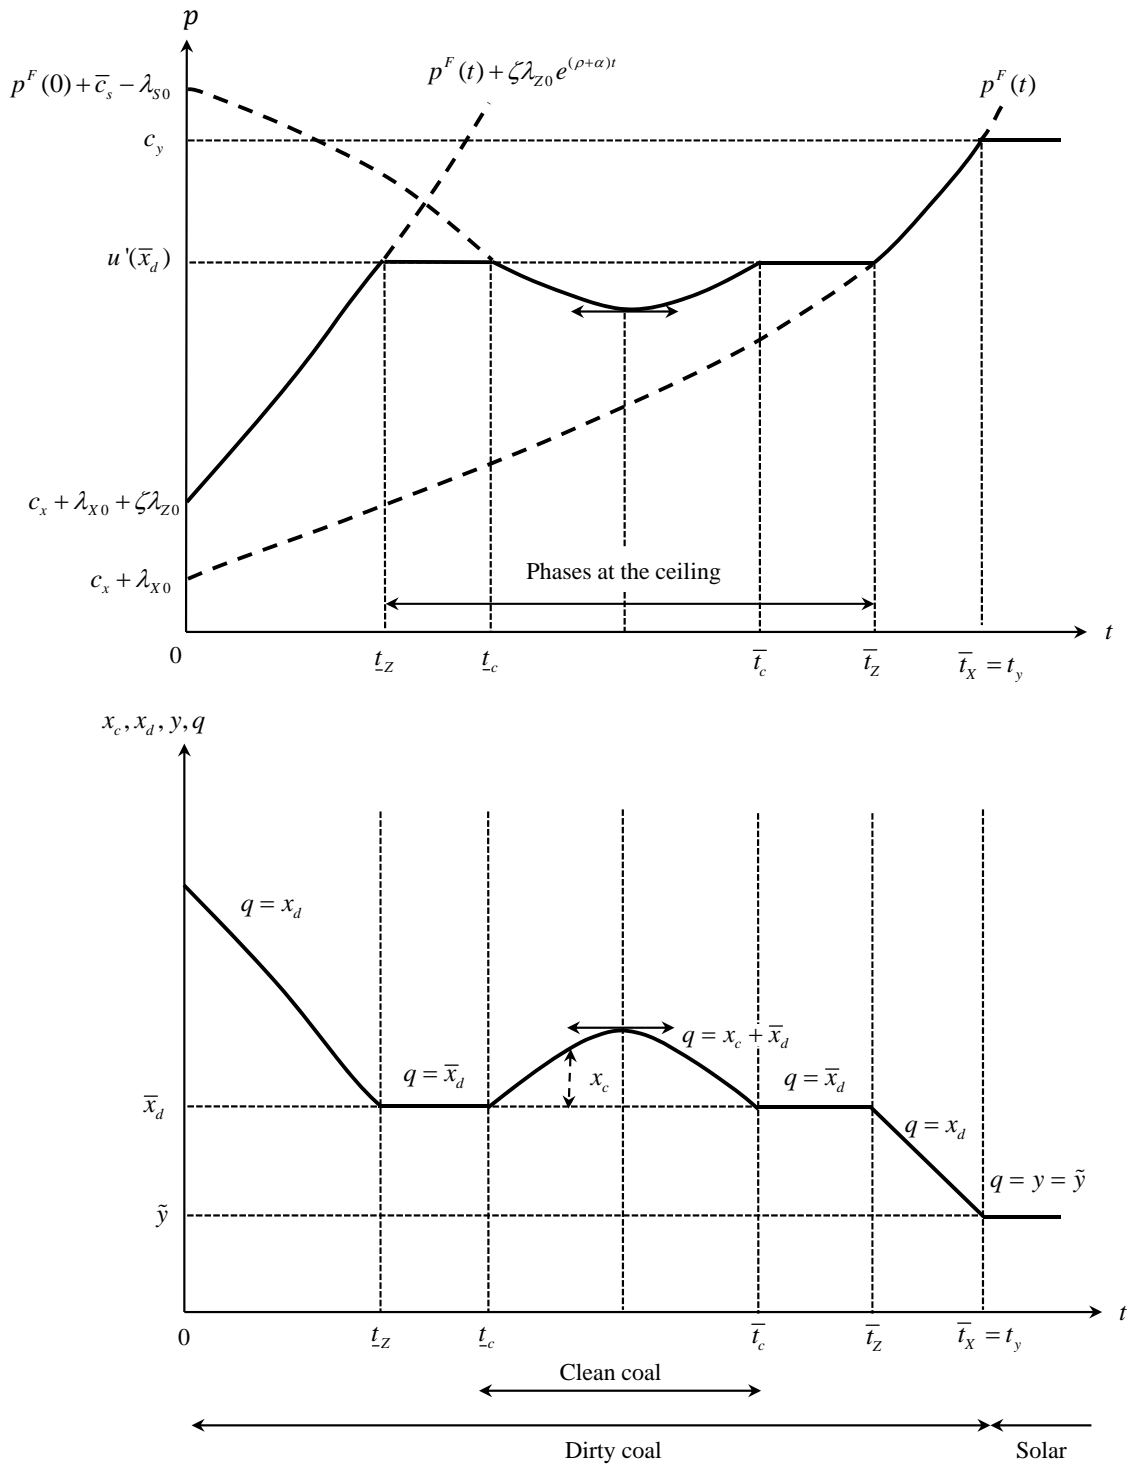 p
p^F(t) + ζλ_{Z0}e^{(ρ+α)t}
p^F(0) + c̅_s − λ_{S0}
p^F(t)
c_y
u'(x̅_d)
c_x + λ_{X0} + ζλ_{Z0}
Phases at the ceiling
c_x + λ_{X0}
t
0
t̲_Z
t̲_c
t̅_c
t̅_Z
t̅_X = t_y
x_c, x_d, y, q
q = x_d
q = x_c + x̅_d
q = x̅_d
x_c
q = x̅_d
x̅_d
q = x_d
q = y = ỹ
ỹ
t
0
t̲_Z
t̲_c
t̅_c
t̅_Z
t̅_X = t_y
Clean coal
Dirty coal
Solar